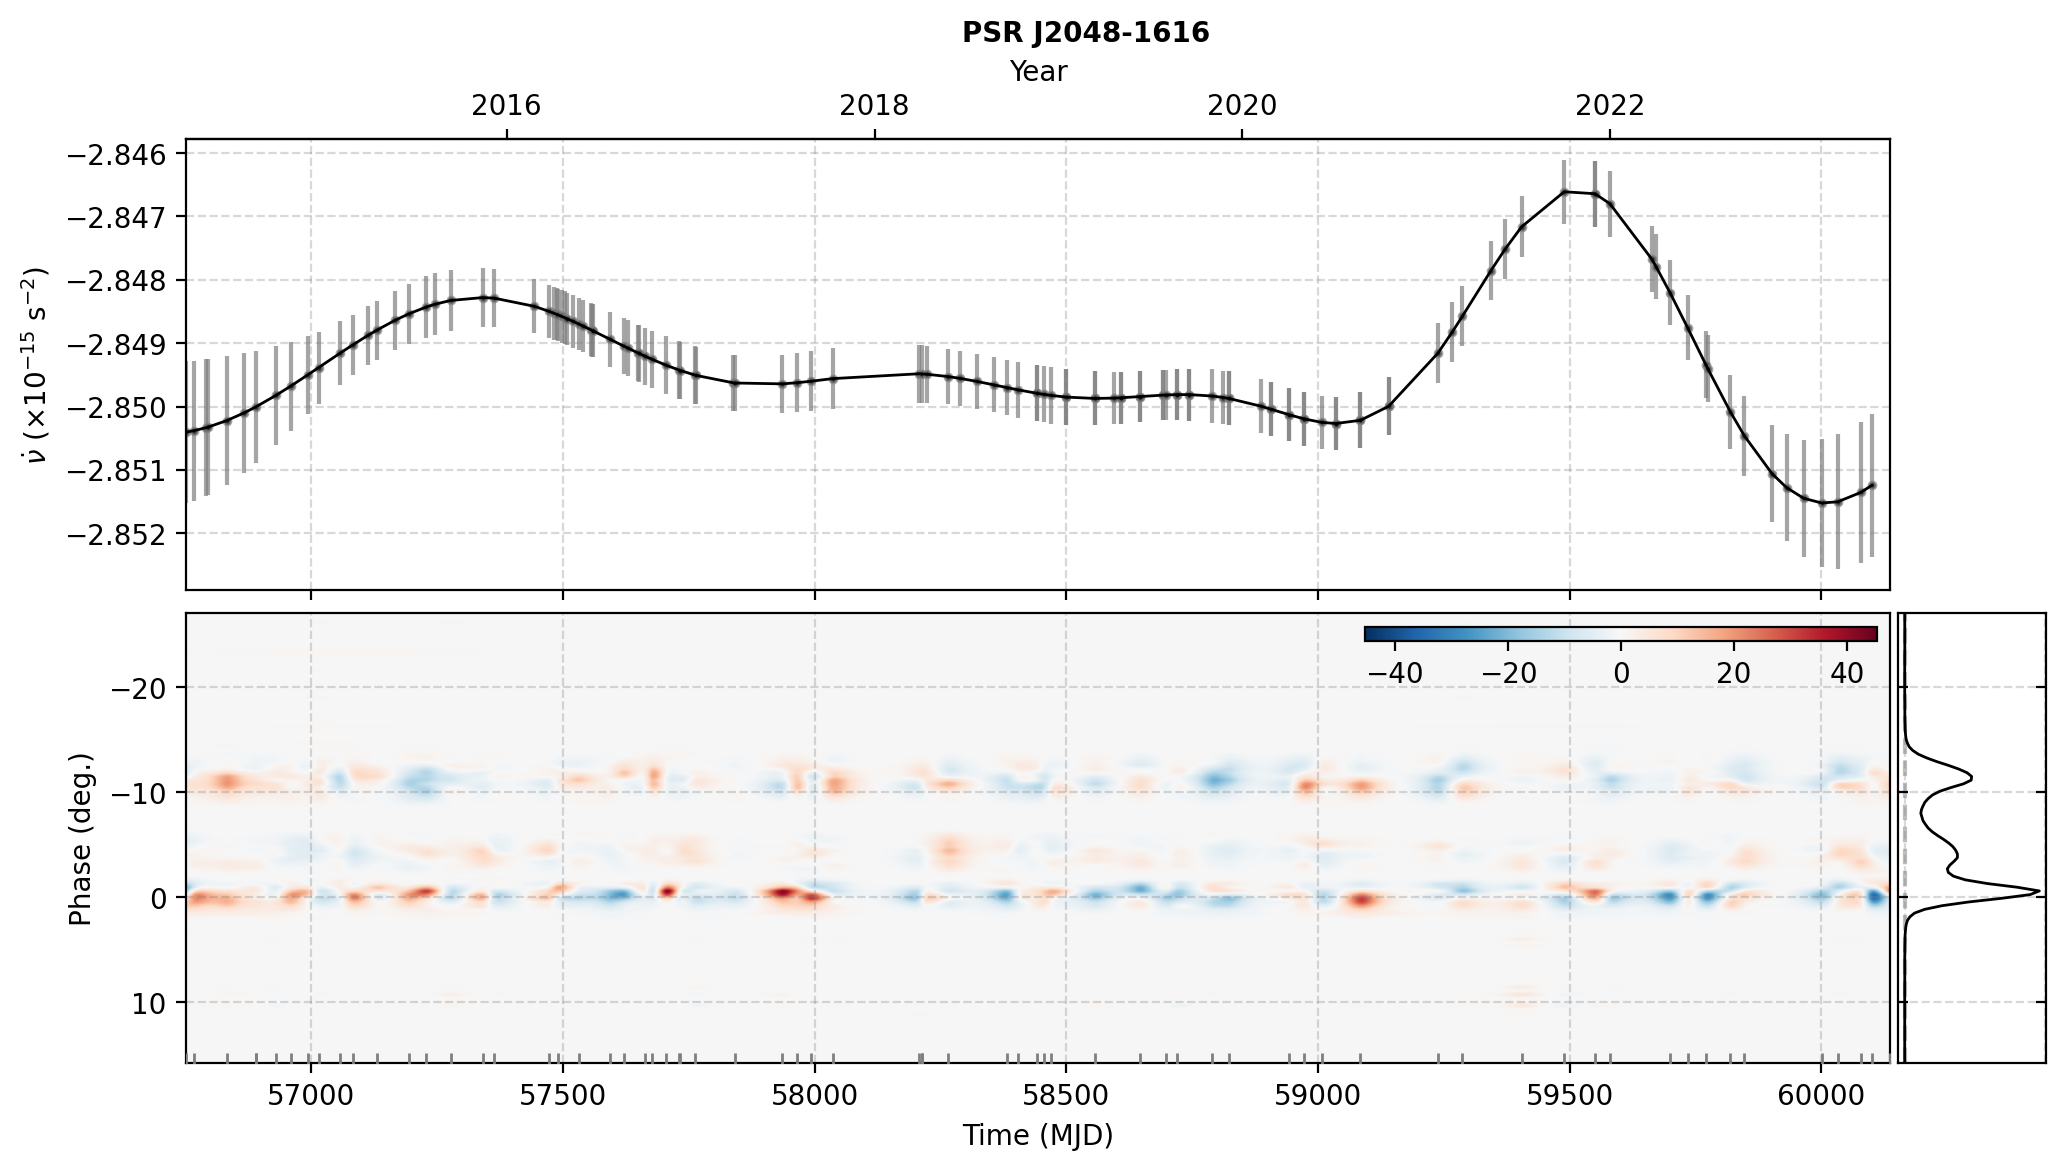 PSR J2048-1616
Year
2016 2018 2020 2022
−2.846
−2.847
−2.848
−2.849
−2.850
−2.851
−2.852
ν̇ (×10⁻¹⁵ s⁻²)
−40 −20 0 20 40
−20
−10
0
10
Phase (deg.)
57000 57500 58000 58500 59000 59500 60000
Time (MJD)